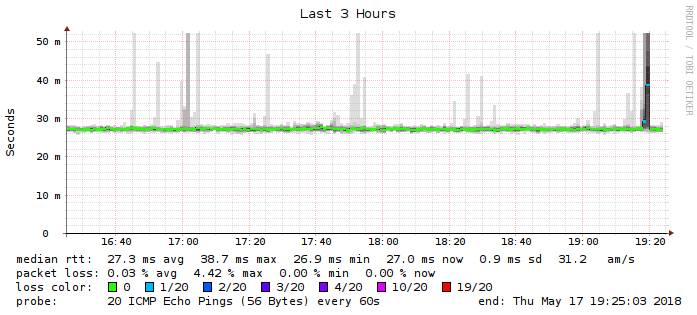 Last 3 Hours
RRDTOOL / TOBI OETIKER
Seconds
50 m
40 m
30 m
20 m
10 m
0
16:40 17:00 17:20 17:40 18:00 18:20 18:40 19:00 19:20
median rtt: 27.3 ms avg 38.7 ms max 26.9 ms min 27.0 ms now 0.9 ms sd 31.2 am/s
packet loss: 0.03 % avg 4.42 % max 0.00 % min 0.00 % now
loss color: 0 1/20 2/20 3/20 4/20 10/20 19/20
probe: 20 ICMP Echo Pings (56 Bytes) every 60s end: Thu May 17 19:25:03 2018